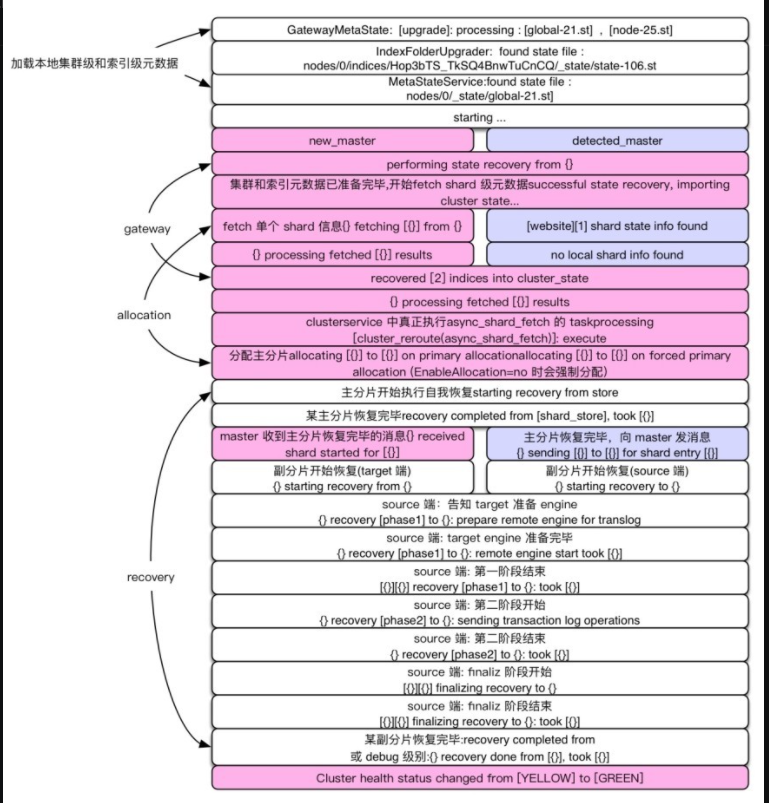 GatewayMetaState: [upgrade]: processing : [global-21.st] , [node-25.st]
加载本地集群级和索引级元数据
IndexFolderUpgrader: found state file :
nodes/0/indices/Hop3bTS_TkSQ4BnwTuCnCQ/_state/state-106.st
MetaStateService:found state file :
nodes/0/_state/global-21.st]
starting ...
new_master
detected_master
performing state recovery from {}
集群和索引元数据已准备完毕,开始fetch shard 级元数据successful state recovery, importing
cluster state...
gateway
fetch 单个 shard 信息{} fetching [{}] from {}
[website][1] shard state info found
{} processing fetched [{}] results
no local shard info found
recovered [2] indices into cluster_state
{} processing fetched [{}] results
allocation
clusterservice 中真正执行async_shard_fetch 的 taskprocessing
[cluster_reroute(async_shard_fetch)]: execute
分配主分片allocating [{}] to [{}] on primary allocationallocating [{}] to [{}] on forced primary
allocation (EnableAllocation=no 时会强制分配)
主分片开始执行自我恢复starting recovery from store
某主分片恢复完毕recovery completed from [shard_store], took [{}]
master 收到主分片恢复完毕的消息{} received
shard started for [{}]
主分片恢复完毕，向 master 发消息
{} sending [{}] to [{}] for shard entry [{}]
副分片开始恢复(target 端)
{} starting recovery from {}
副分片开始恢复(source 端)
{} starting recovery to {}
source 端：告知 target 准备 engine
{} recovery [phase1] to {}: prepare remote engine for translog
source 端: target engine 准备完毕
{} recovery [phase1] to {}: remote engine start took [{}]
recovery
source 端: 第一阶段结束
[{}][{}] recovery [phase1] to {}: took [{}]
source 端: 第二阶段开始
{} recovery [phase2] to {}: sending transaction log operations
source 端: 第二阶段结束
{} recovery [phase2] to {}: took [{}]
source 端: finaliz 阶段开始
[{}][{}] finalizing recovery to {}
source 端: finaliz 阶段结束
[{}][{}] finalizing recovery to {}: took [{}]
某副分片恢复完毕:recovery completed from
或 debug 级别:{} recovery done from [{}], took [{}]
Cluster health status changed from [YELLOW] to [GREEN]